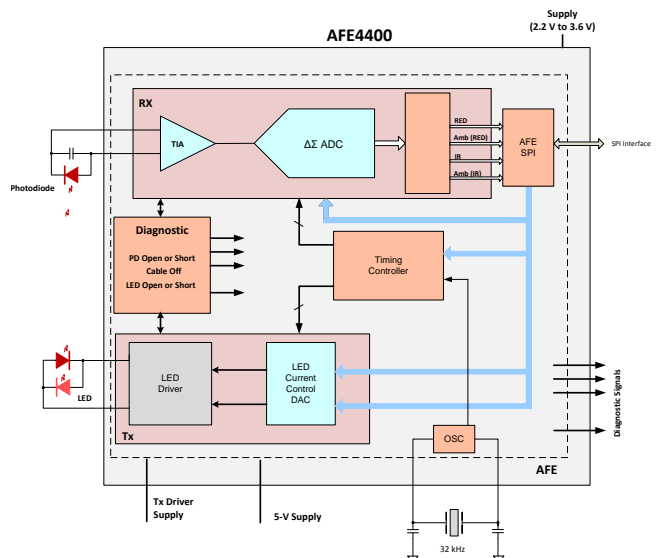 Supply
(2.2 V to 3.6 V)
AFE4400
RX
TIA
ΔΣ ADC
RED
Amb (RED)
IR
Amb (IR)
AFE
SPI
SPI Interface
Photodiode
Diagnostic
PD Open or Short
Cable Off
LED Open or Short
Timing
Controller
LED
LED
Driver
LED
Current
Control
DAC
Tx
OSC
Diagnostic Signals
AFE
Tx Driver
Supply
5-V Supply
32 kHz